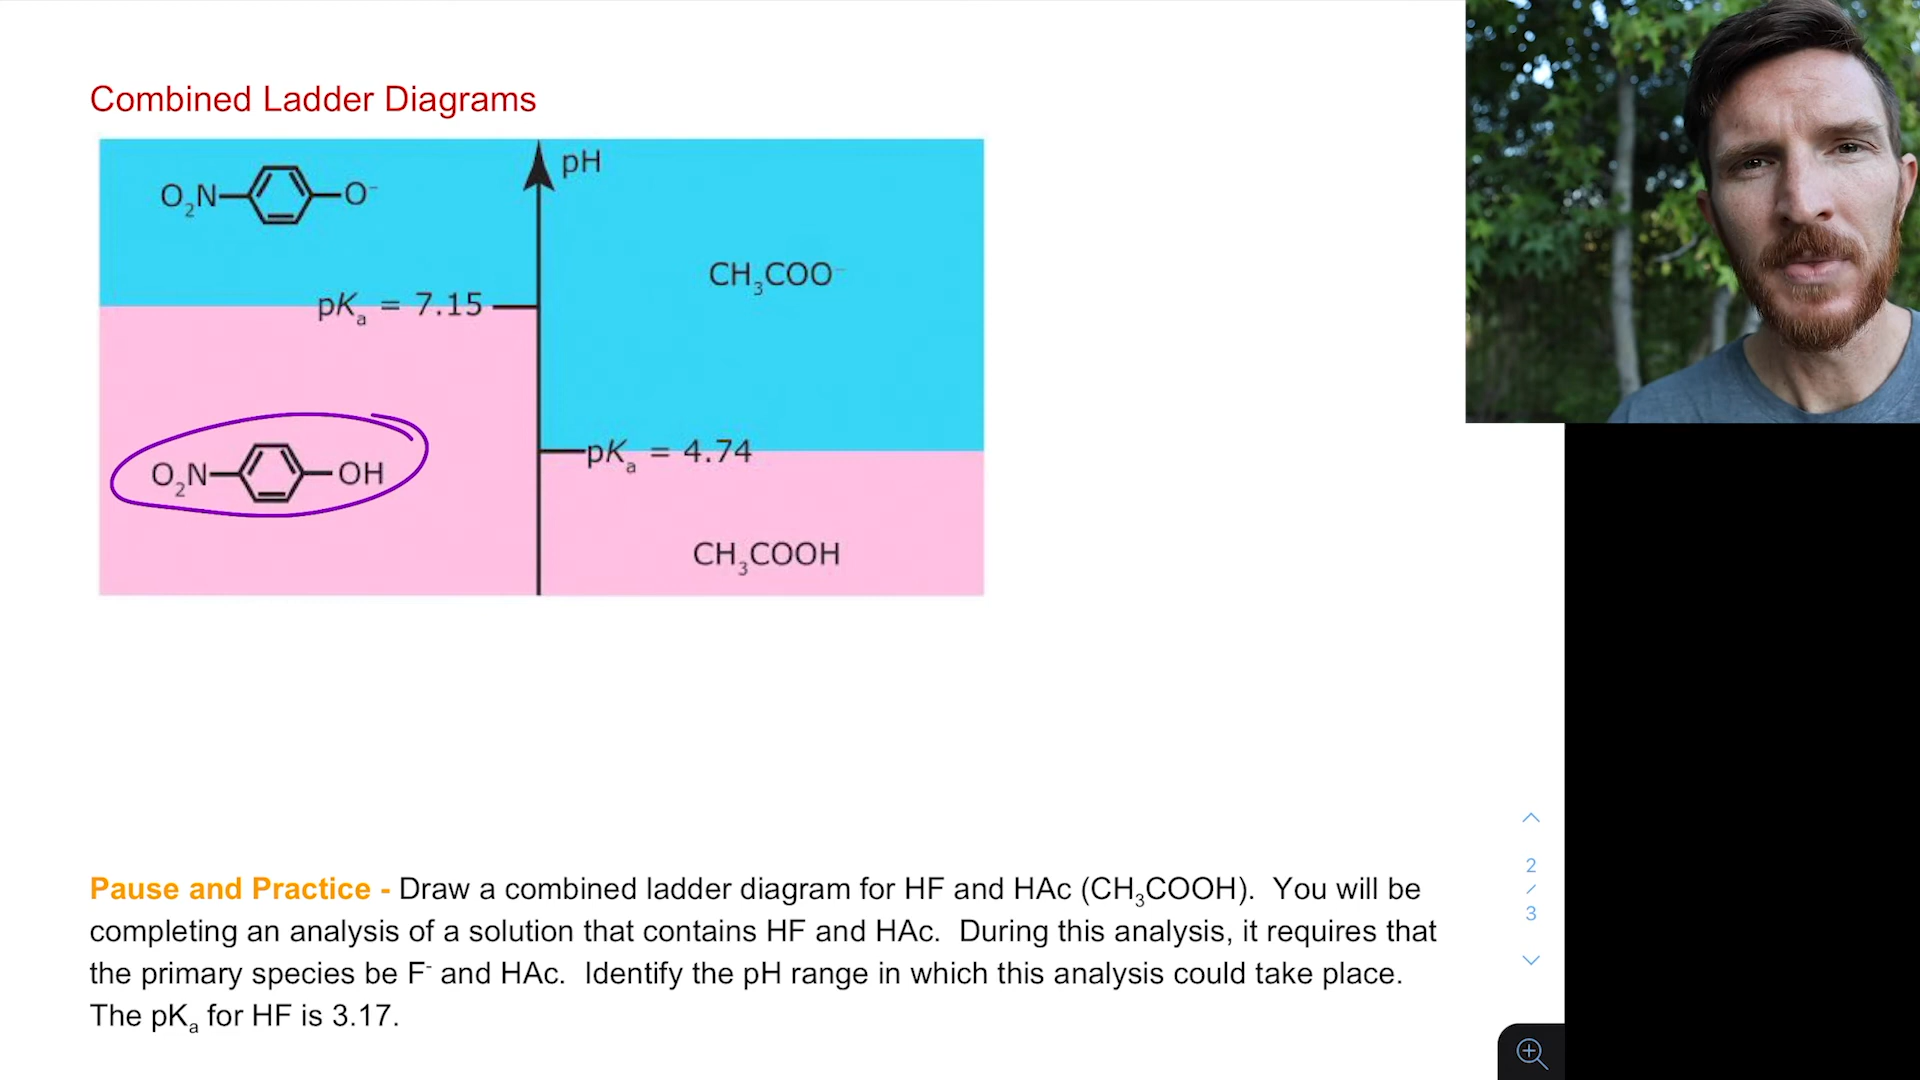 Combined Ladder Diagrams
pH
O₂N
O⁻
CH₃COO⁻
pKₐ = 7.15
pKₐ = 4.74
O₂N
OH
CH₃COOH
Pause and Practice - Draw a combined ladder diagram for HF and HAc (CH₃COOH). You will be
completing an analysis of a solution that contains HF and HAc. During this analysis, it requires that
the primary species be F⁻ and HAc. Identify the pH range in which this analysis could take place.
The pKₐ for HF is 3.17.
2
/
3